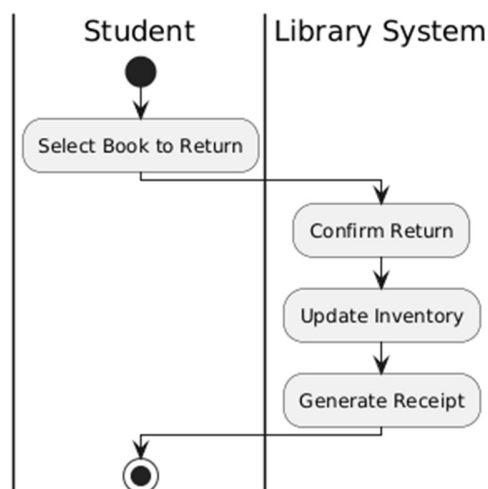 Student
Library System
Select Book to Return
Confirm Return
Update Inventory
Generate Receipt